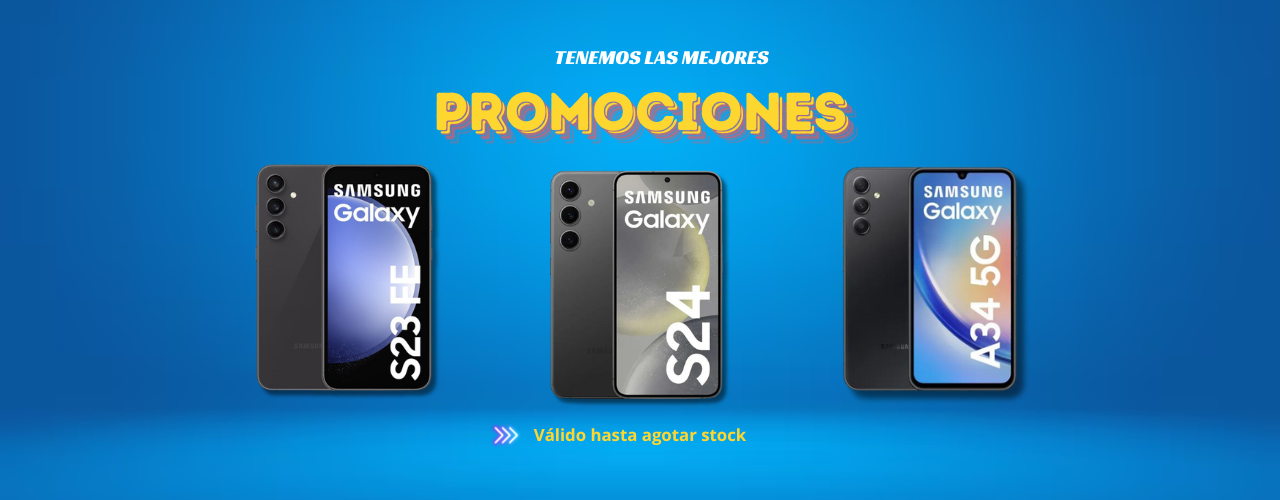 TENEMOS LAS MEJORES
PROMOCIONES
SAMSUNG
Galaxy
S23 FE
SAMSUNG
Galaxy
S24
SAMSUNG
Galaxy
A34 5G
Válido hasta agotar stock